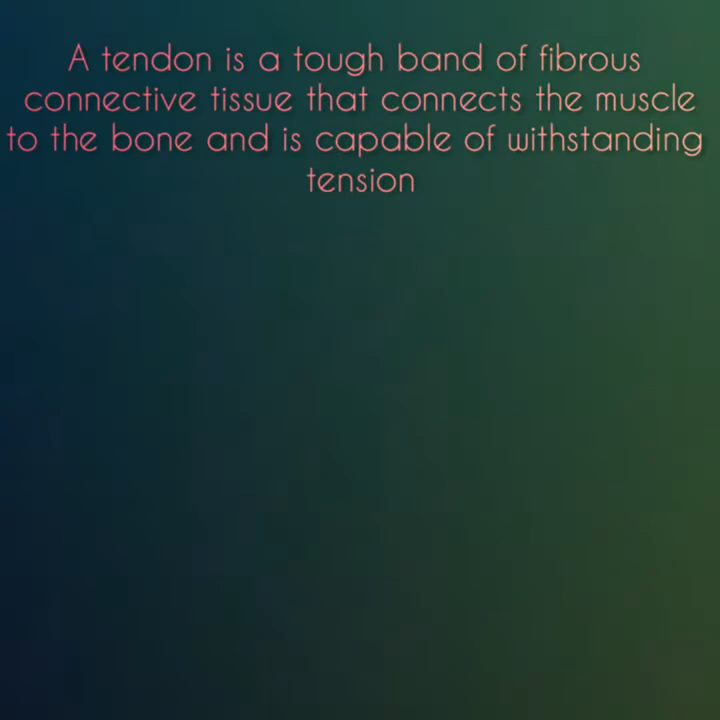 A tendon is a tough band of fibrous
connective tissue that connects the muscle
to the bone and is capable of withstanding
tension